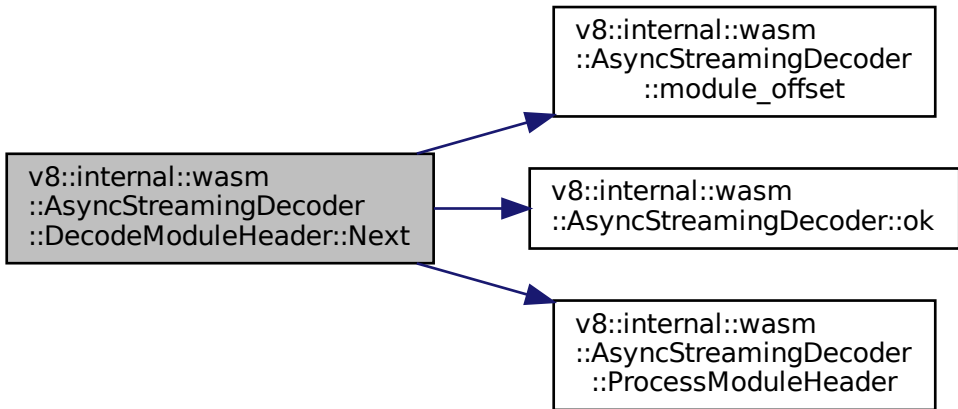 v8::internal::wasm
::AsyncStreamingDecoder
::DecodeModuleHeader::Next
v8::internal::wasm
::AsyncStreamingDecoder
::module_offset
v8::internal::wasm
::AsyncStreamingDecoder::ok
v8::internal::wasm
::AsyncStreamingDecoder
::ProcessModuleHeader